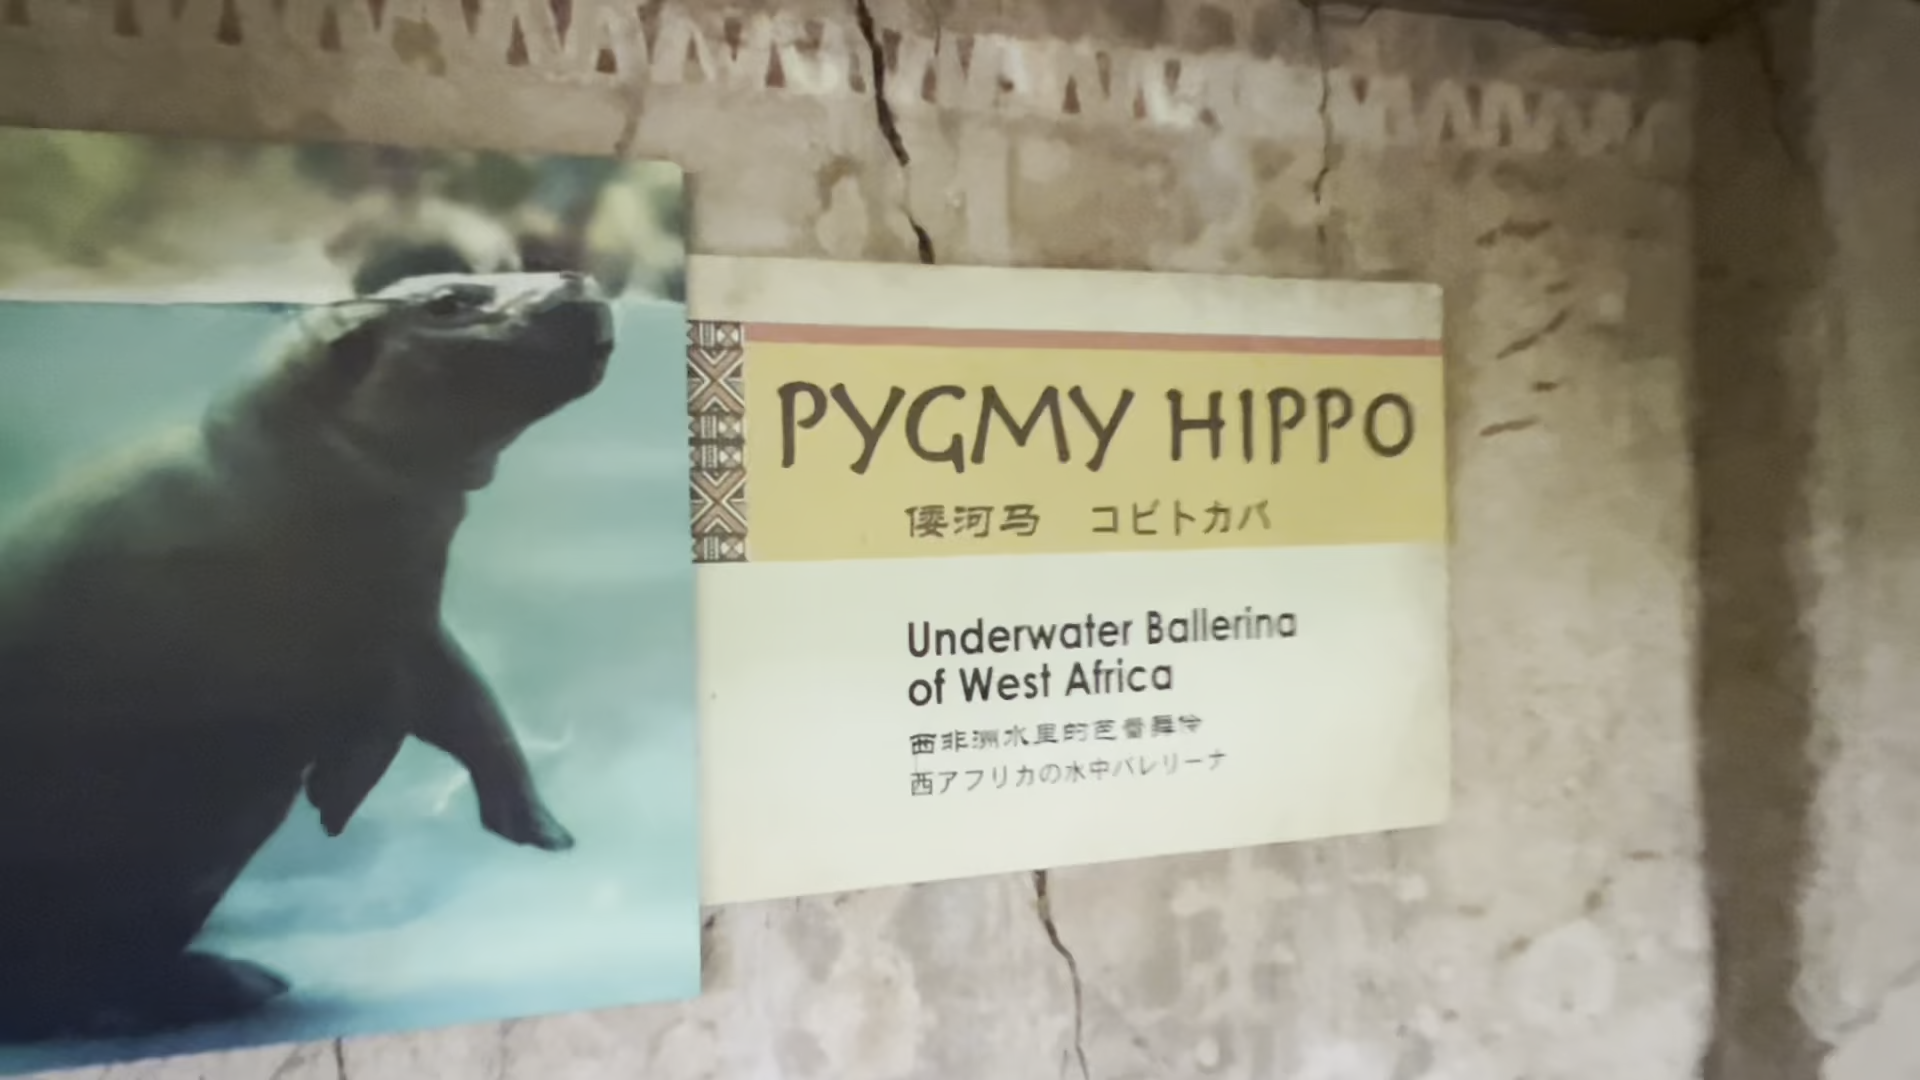 PYGMY HIPPO
倭河马 コビトカバ
Underwater Ballerina
of West Africa
西非洲水里的芭蕾舞伶
西アフリカの水中バレリーナ